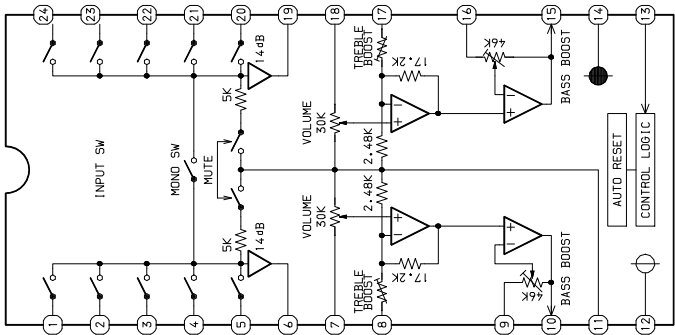 24 23 22 21 20 19 18 17 16 15 14 13
14dB
5K
TREBLE
BOOST
17.2K
46K
BASS BOOST
VOLUME
30K
2.48K
INPUT SW
MONO SW
MUTE
AUTO RESET
CONTROL LOGIC
2.48K
VOLUME
30K
5K
14dB
17.2K
TREBLE
BOOST
46K
BASS BOOST
1 2 3 4 5 6 7 8 9 10 11 12